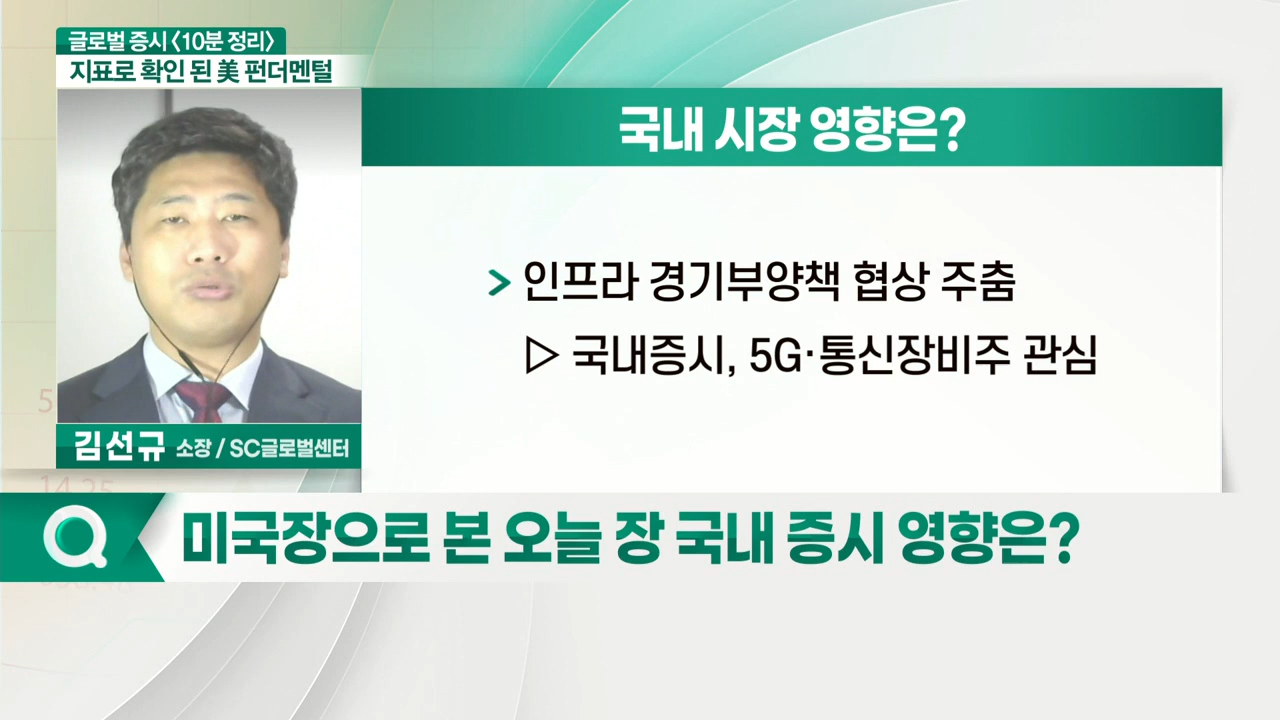 글로벌 증시 <10분 정리>
지표로 확인 된 美 펀더멘털
국내 시장 영향은?
> 인프라 경기부양책 협상 주춤
▷ 국내증시, 5G·통신장비주 관심
김선규 소장 / SC글로벌센터
Q 미국장으로 본 오늘 장 국내 증시 영향은?